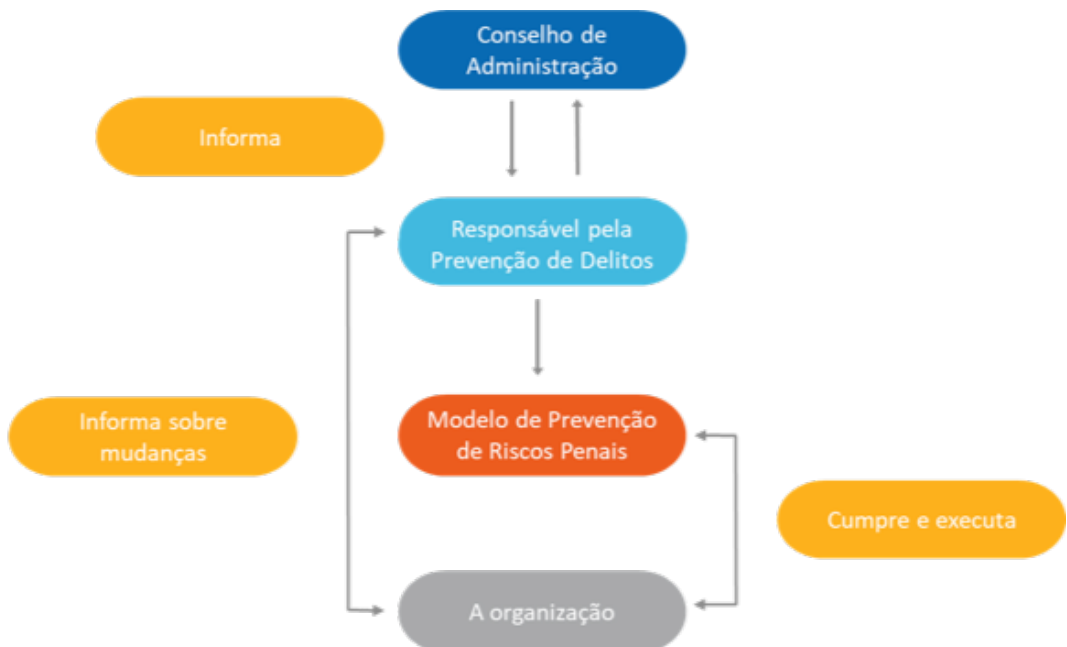 Conselho de
Administração
Informa
Responsável pela
Prevenção de Delitos
Informa sobre
mudanças
Modelo de Prevenção
de Riscos Penais
Cumpre e executa
A organização